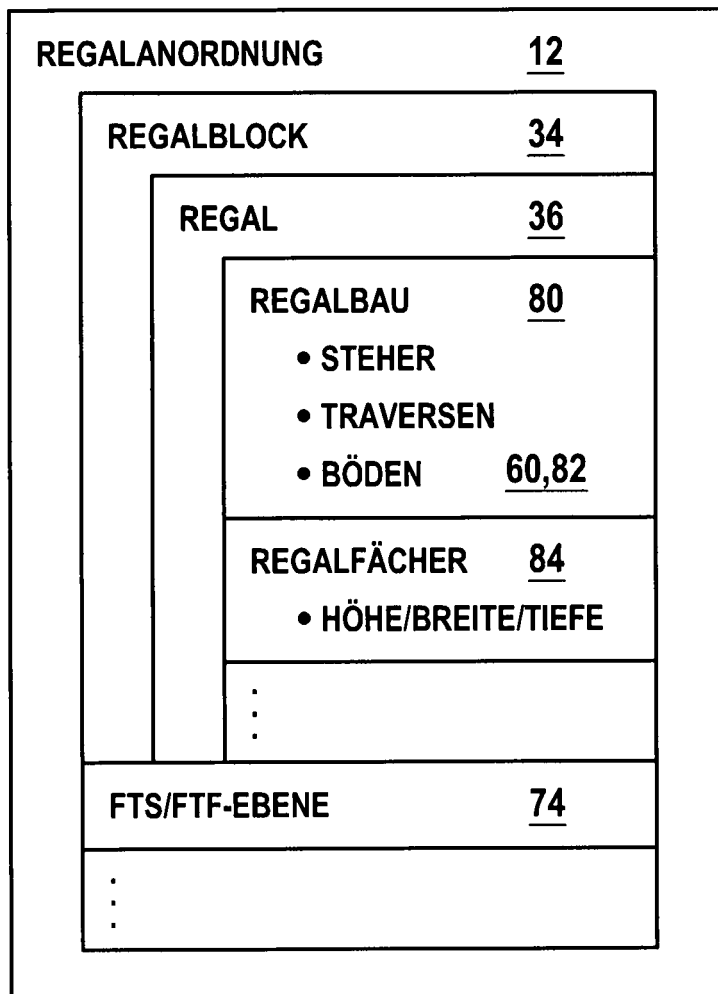 REGALANORDNUNG 12
REGALBLOCK 34
REGAL 36
REGALBAU 80
• STEHER
• TRAVERSEN
• BÖDEN 60,82
REGALFÄCHER 84
• HÖHE/BREITE/TIEFE
FTS/FTF-EBENE 74